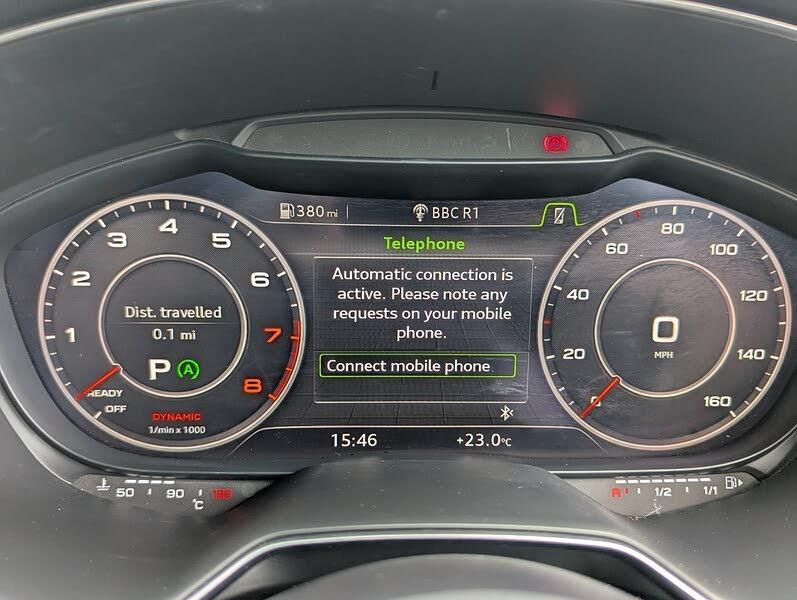 (P)
380 mi
BBC R1
Telephone
Automatic connection is
active. Please note any
requests on your mobile
phone.
Connect mobile phone
15:46
+23.0°C
1
2
3
4
5
6
7
8
Dist. travelled
0.1 mi
P (A)
READY
OFF
DYNAMIC
1/min x 1000
0
20
40
60
80
100
120
140
160
0
MPH
50
90
°C
R
1/2
1/1